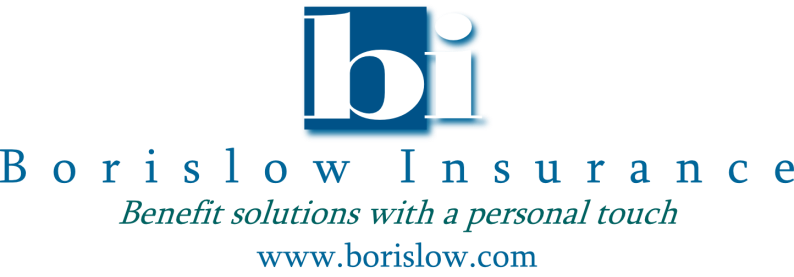 bi
Borislow Insurance
Benefit solutions with a personal touch
www.borislow.com